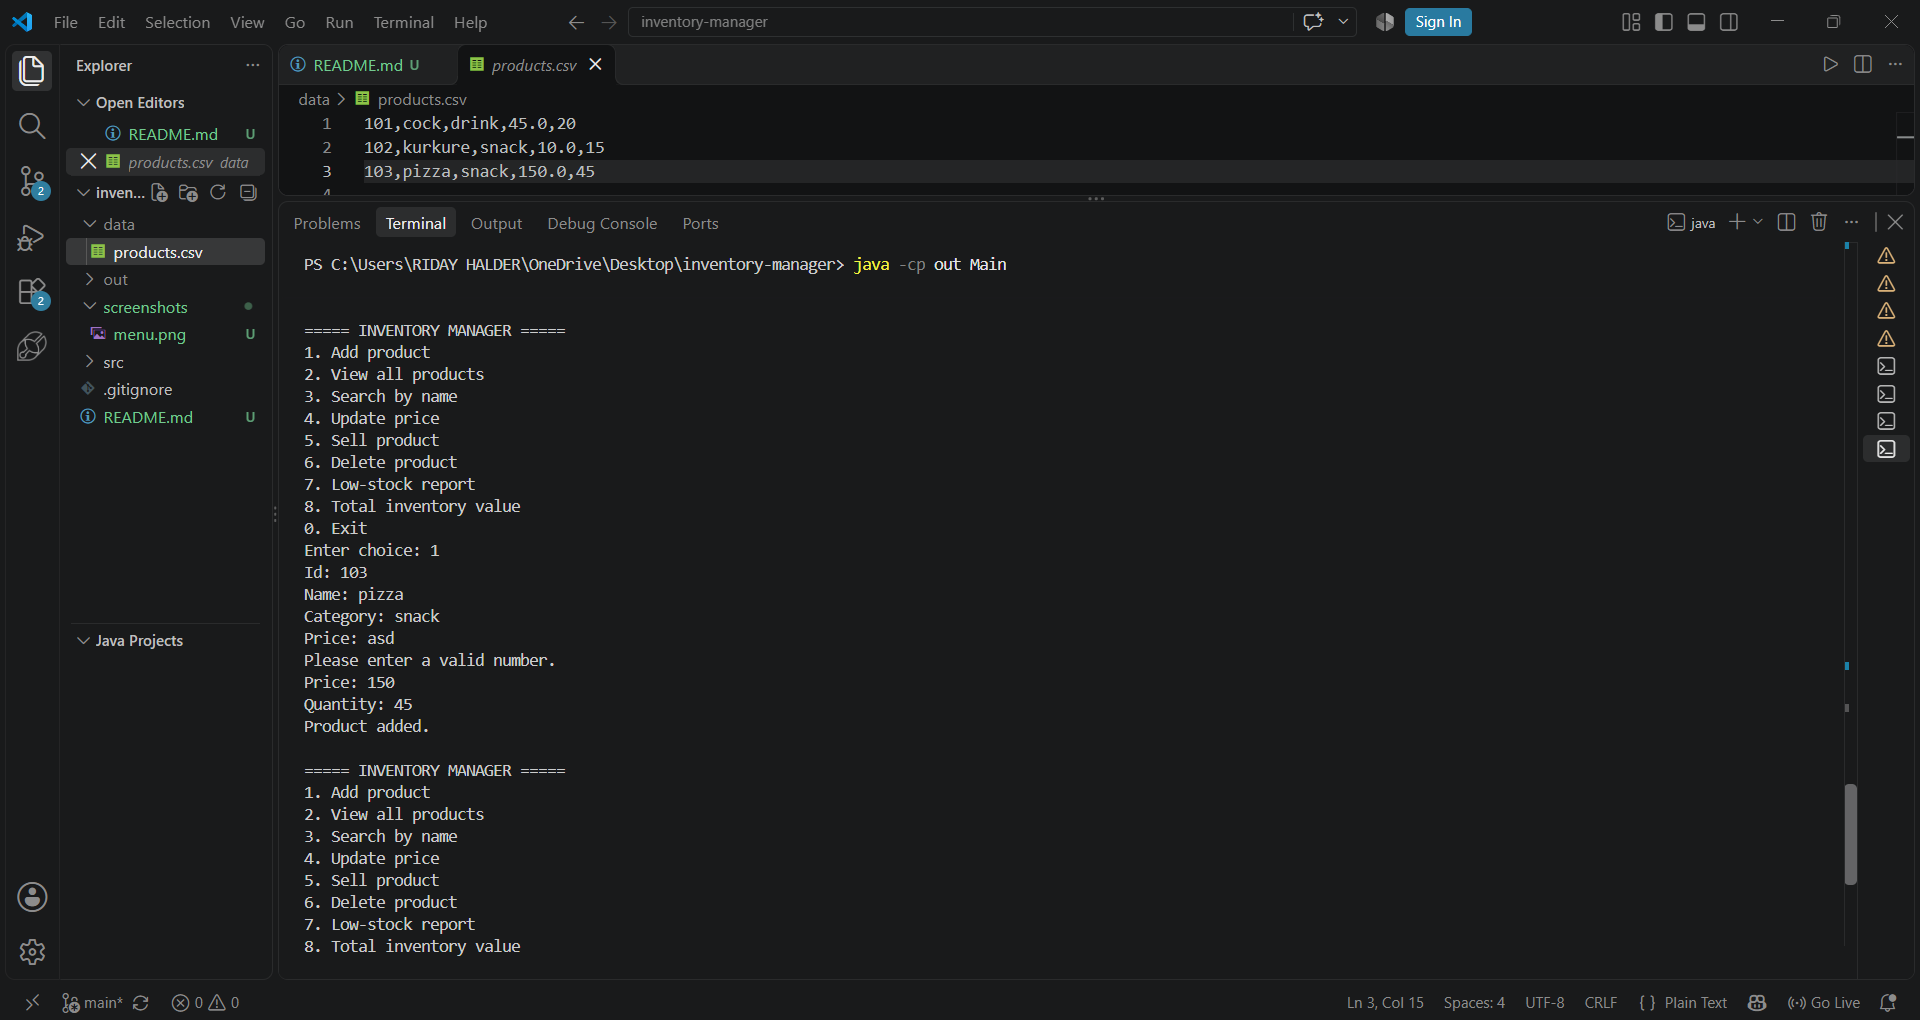 File Edit Selection View Go Run Terminal Help
inventory-manager
Sign In
Explorer
Open Editors
README.md U
products.csv data
inven...
data
products.csv
out
screenshots
menu.png U
src
.gitignore
README.md U
Java Projects
README.md U
products.csv
data > products.csv
1 101,cock,drink,45.0,20
2 102,kurkure,snack,10.0,15
3 103,pizza,snack,150.0,45
4
Problems Terminal Output Debug Console Ports
java
PS C:\Users\RIDAY HALDER\OneDrive\Desktop\inventory-manager> java -cp out Main
===== INVENTORY MANAGER =====
1. Add product
2. View all products
3. Search by name
4. Update price
5. Sell product
6. Delete product
7. Low-stock report
8. Total inventory value
0. Exit
Enter choice: 1
Id: 103
Name: pizza
Category: snack
Price: asd
Please enter a valid number.
Price: 150
Quantity: 45
Product added.
===== INVENTORY MANAGER =====
1. Add product
2. View all products
3. Search by name
4. Update price
5. Sell product
6. Delete product
7. Low-stock report
8. Total inventory value
2
2
main* 0 0
Ln 3, Col 15 Spaces: 4 UTF-8 CRLF { } Plain Text Go Live